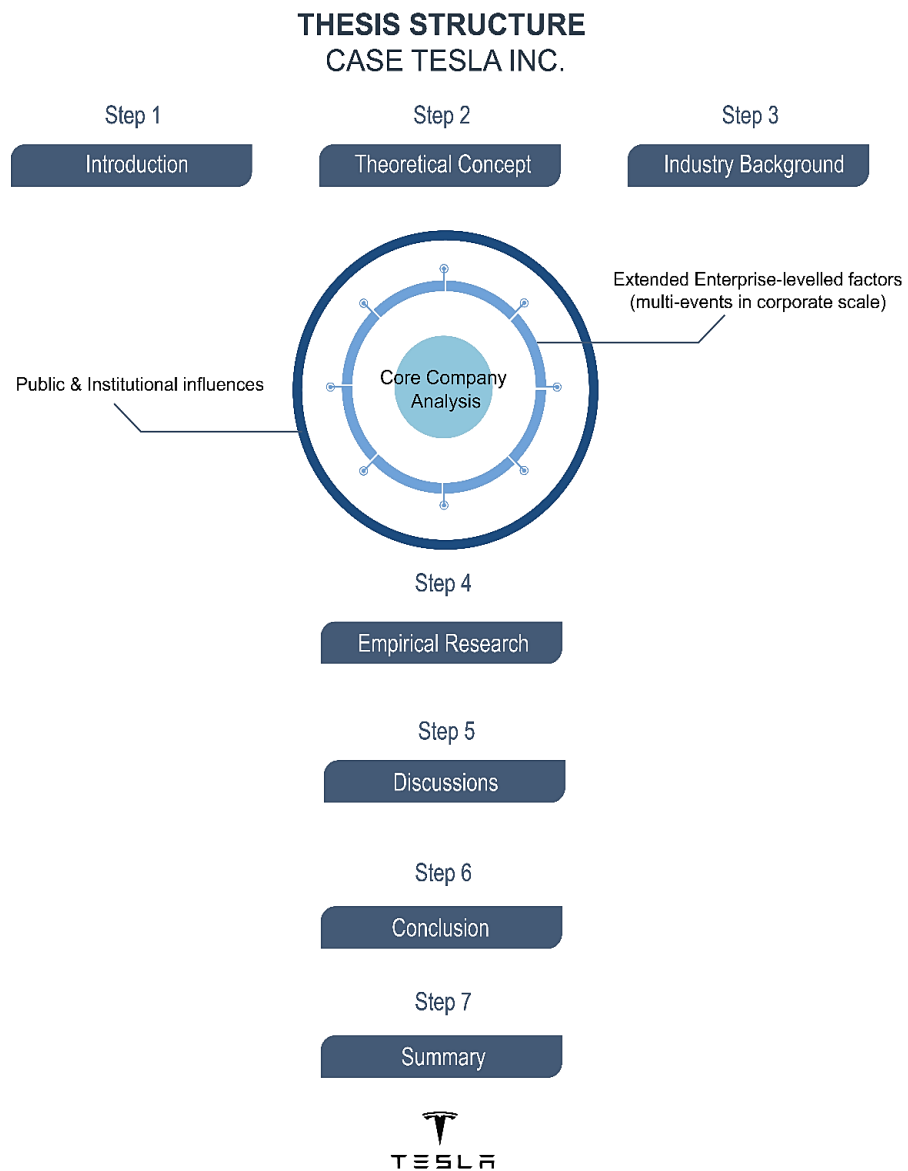 THESIS STRUCTURE
CASE TESLA INC.
Step 1
Introduction
Step 2
Theoretical Concept
Step 3
Industry Background
Extended Enterprise-levelled factors
(multi-events in corporate scale)
Public & Institutional influences
Core Company
Analysis
Step 4
Empirical Research
Step 5
Discussions
Step 6
Conclusion
Step 7
Summary
TESLA